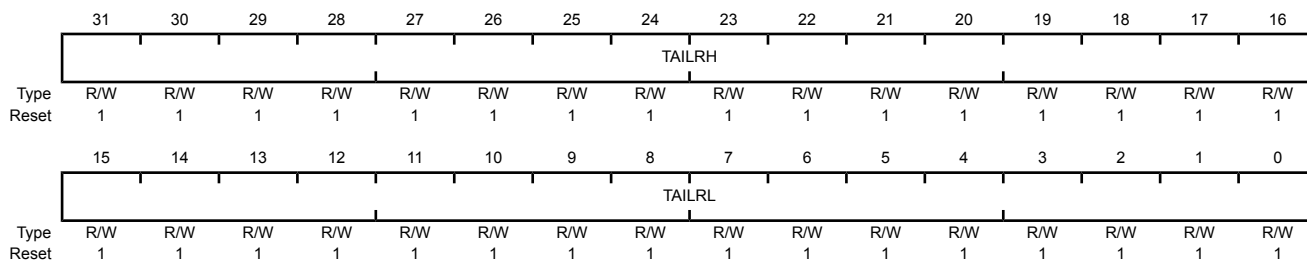 31 30 29 28 27 26 25 24 23 22 21 20 19 18 17 16
TAILRH
Type R/W R/W R/W R/W R/W R/W R/W R/W R/W R/W R/W R/W R/W R/W R/W R/W
Reset 1 1 1 1 1 1 1 1 1 1 1 1 1 1 1 1
15 14 13 12 11 10 9 8 7 6 5 4 3 2 1 0
TAILRL
Type R/W R/W R/W R/W R/W R/W R/W R/W R/W R/W R/W R/W R/W R/W R/W R/W
Reset 1 1 1 1 1 1 1 1 1 1 1 1 1 1 1 1